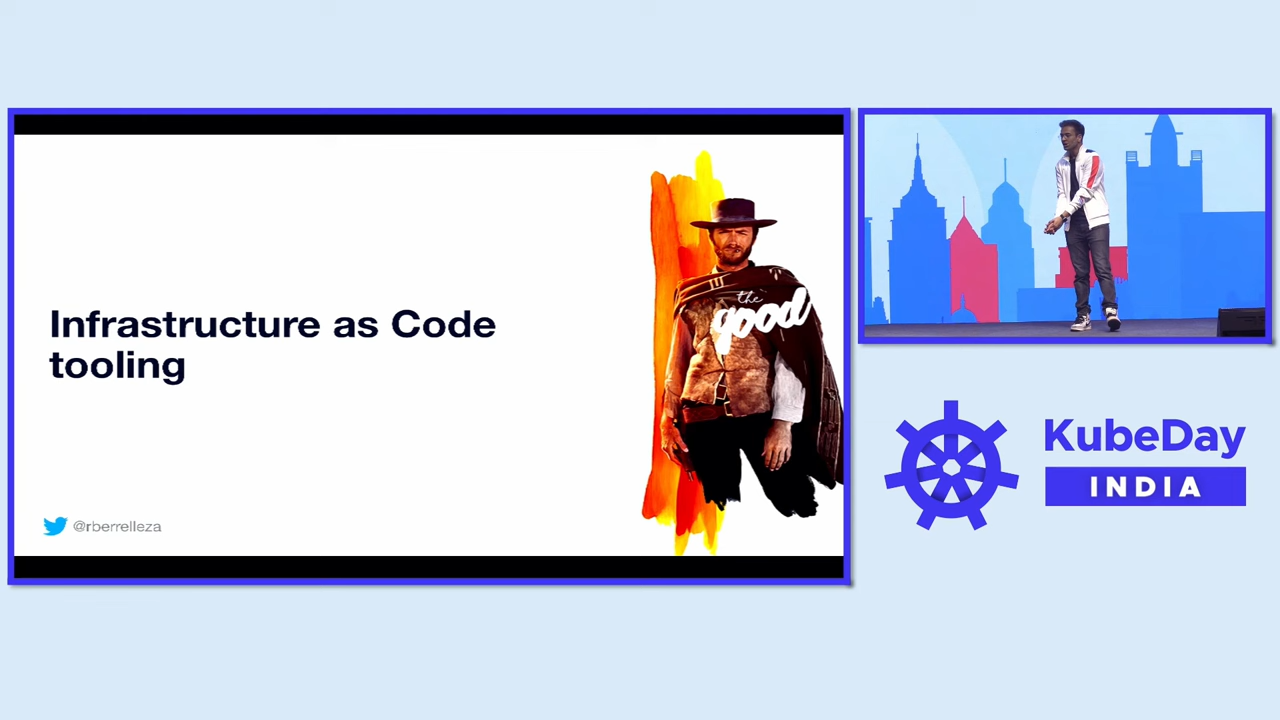 Infrastructure as Code
tooling
the
good
@rberrelleza
KubeDay
INDIA